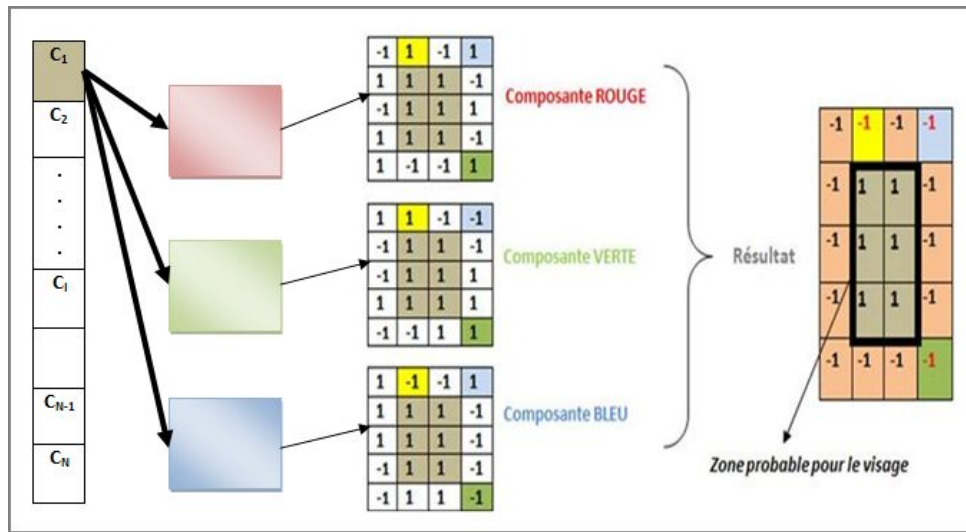 C1
C2
.
.
.
.
CI
CN-1
CN
-1 1 -1 1
1 1 1 -1
-1 1 1 1
1 1 1 -1
1 -1 -1 1
Composante ROUGE
1 1 -1 -1
-1 1 1 -1
-1 1 1 1
1 1 1 1
-1 -1 1 1
Composante VERTE
1 -1 -1 1
1 1 1 -1
1 1 1 -1
-1 1 1 -1
-1 1 1 -1
Composante BLEU
Résultat
-1 -1 -1 -1
-1 1 1 -1
-1 1 1 -1
-1 1 1 -1
-1 -1 -1 -1
Zone probable pour le visage